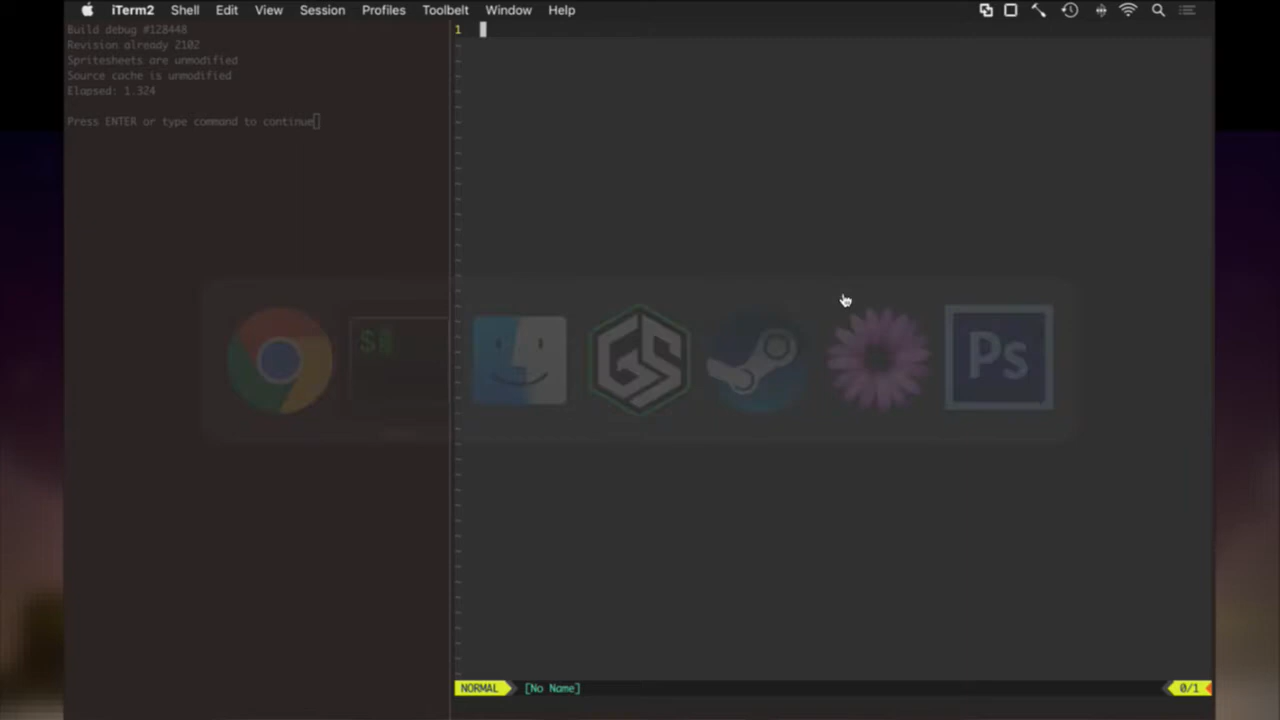 iTerm2 Shell Edit View Session Profiles Toolbelt Window Help
Build debug #128448
Revision already 2102
Spritesheets are unmodified
Source cache is unmodified
Elapsed: 1.324
Press ENTER or type command to continue
1
$
GS
Ps
NORMAL [No Name] 0/1